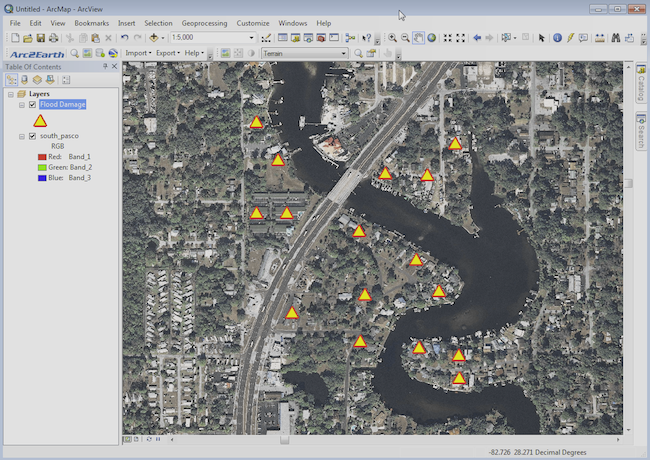 Untitled - ArcMap - ArcView
File Edit View Bookmarks Insert Selection Geoprocessing Customize Windows Help
1:5,000
Arc2Earth Import Export Help Terrain
Table Of Contents
Layers
Flood Damage
south_pasco
RGB
Red: Band_1
Green: Band_2
Blue: Band_3
Catalog
Search
-82.726 28.271 Decimal Degrees